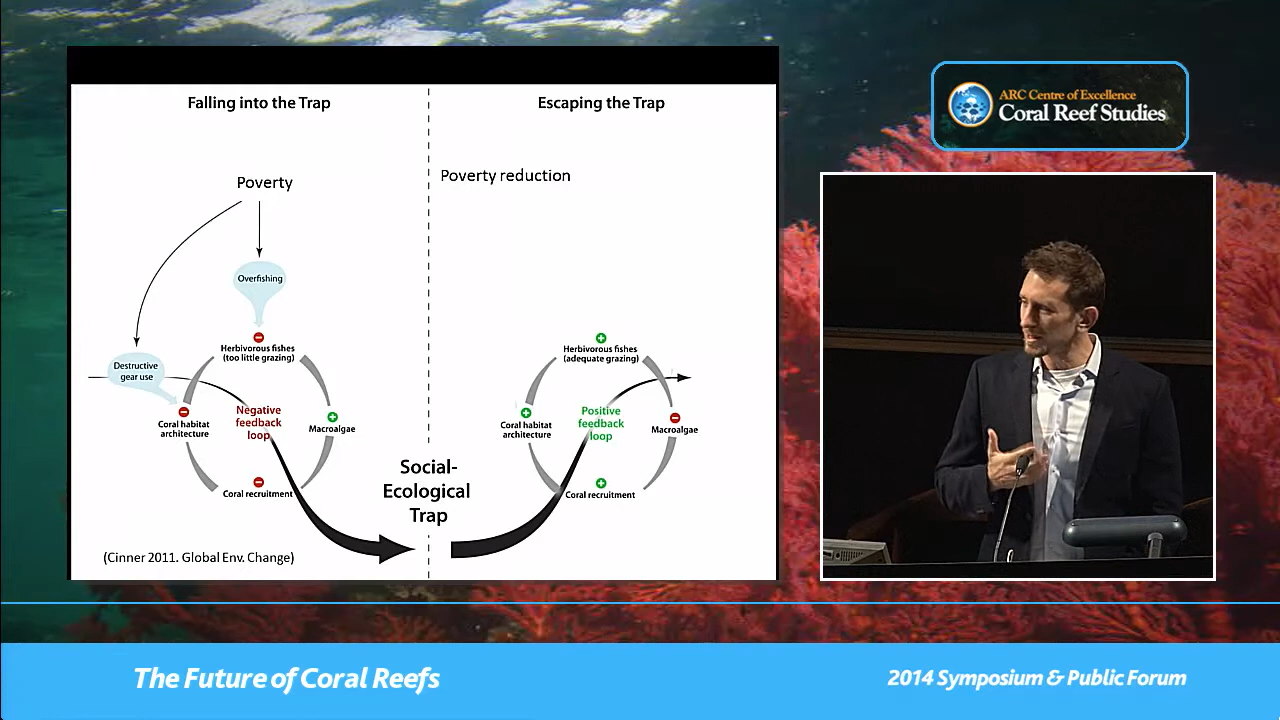 Falling into the Trap
Poverty
Overfishing
Herbivorous fishes
(too little grazing)
Destructive
gear use
Coral habitat
architecture
Negative
feedback
loop
Macroalgae
Coral recruitment
(Cinner 2011. Global Env. Change)
Social-
Ecological
Trap
Escaping the Trap
Poverty reduction
Herbivorous fishes
(adequate grazing)
Coral habitat
architecture
Positive
feedback
loop
Macroalgae
Coral recruitment
ARC Centre of Excellence
Coral Reef Studies
The Future of Coral Reefs
2014 Symposium & Public Forum